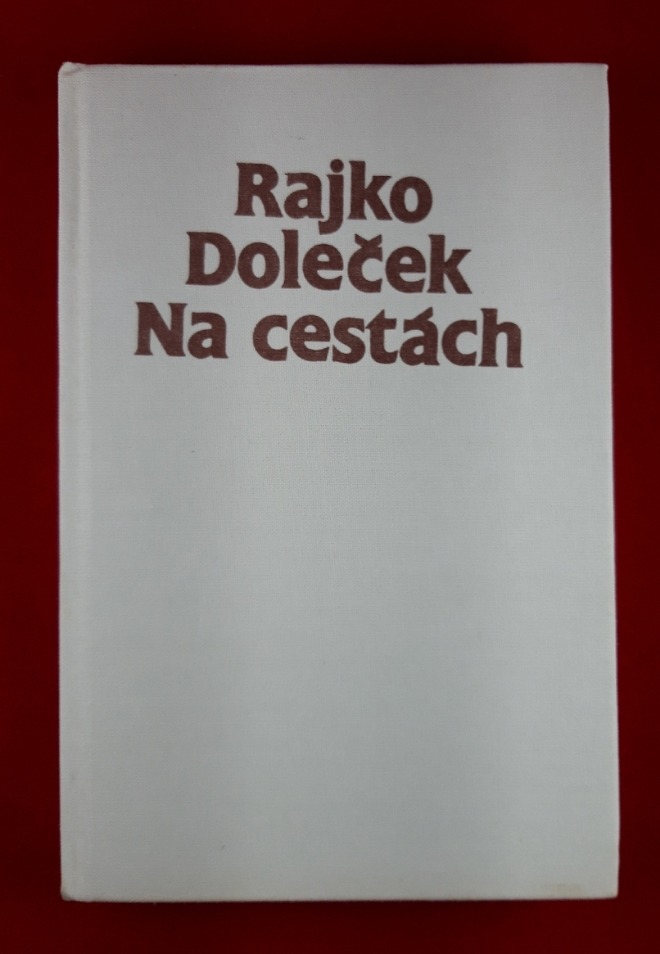 Rajko
Doleček
Na cestách